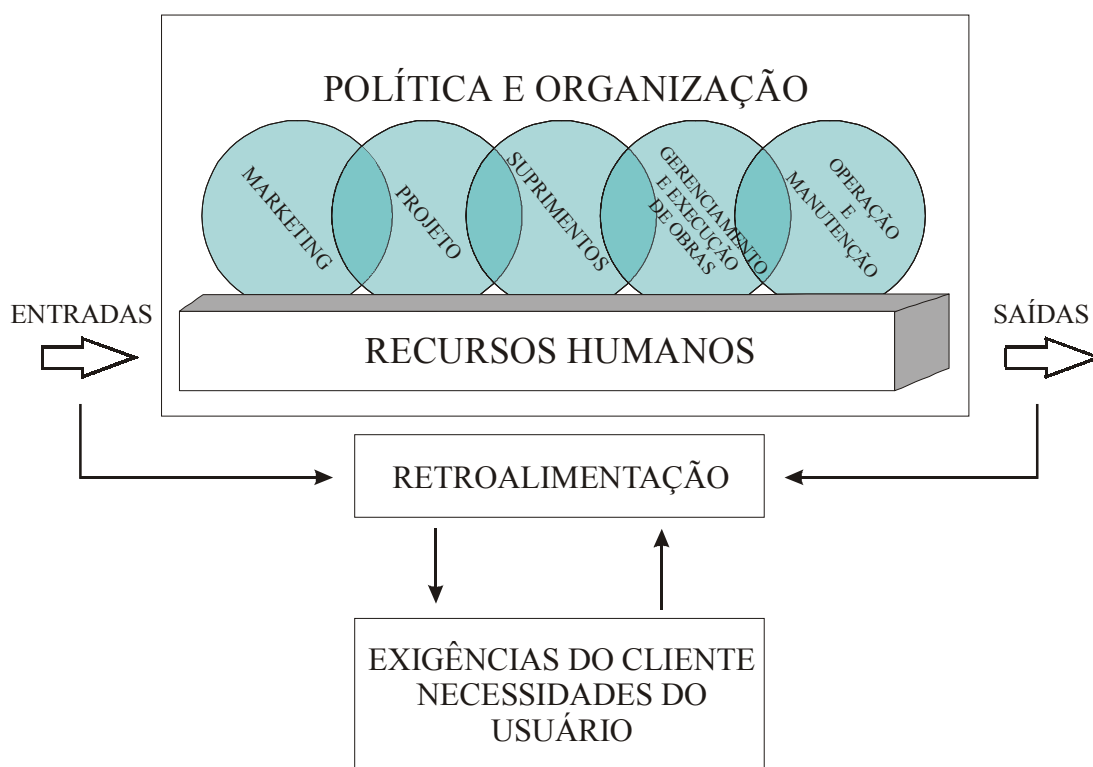 POLÍTICA E ORGANIZAÇÃO
MARKETING
PROJETO
SUPRIMENTOS
GERENCIAMENTO
E EXECUÇÃO
DE OBRAS
OPERAÇÃO
E
MANUTENÇÃO
ENTRADAS
RECURSOS HUMANOS
SAÍDAS
RETROALIMENTAÇÃO
EXIGÊNCIAS DO CLIENTE
NECESSIDADES DO
USUÁRIO